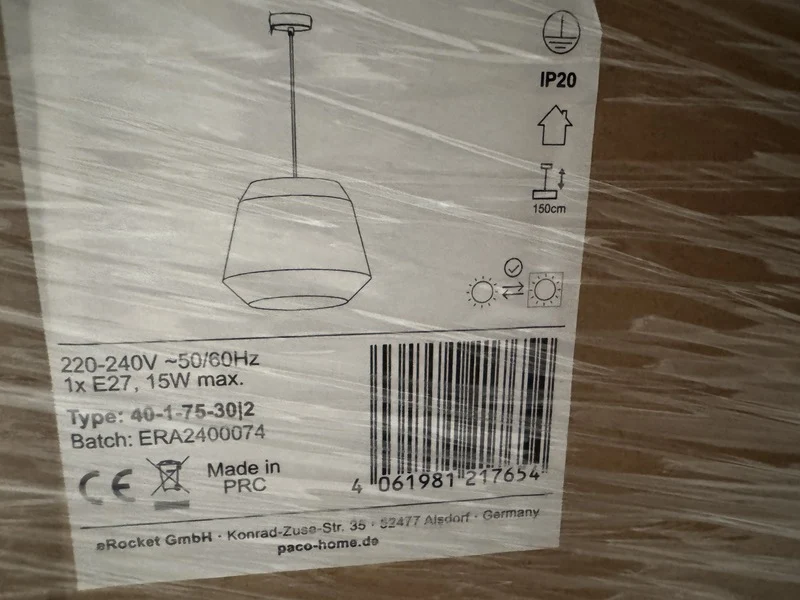 IP20
150cm
220-240V ~50/60Hz
1x E27, 15W max.
Type: 40-1-75-30|2
Batch: ERA2400074
CE
Made in
PRC
4 061981 217654
eRocket GmbH · Konrad-Zuse-Str. 35 · 52477 Alsdorf · Germany
paco-home.de